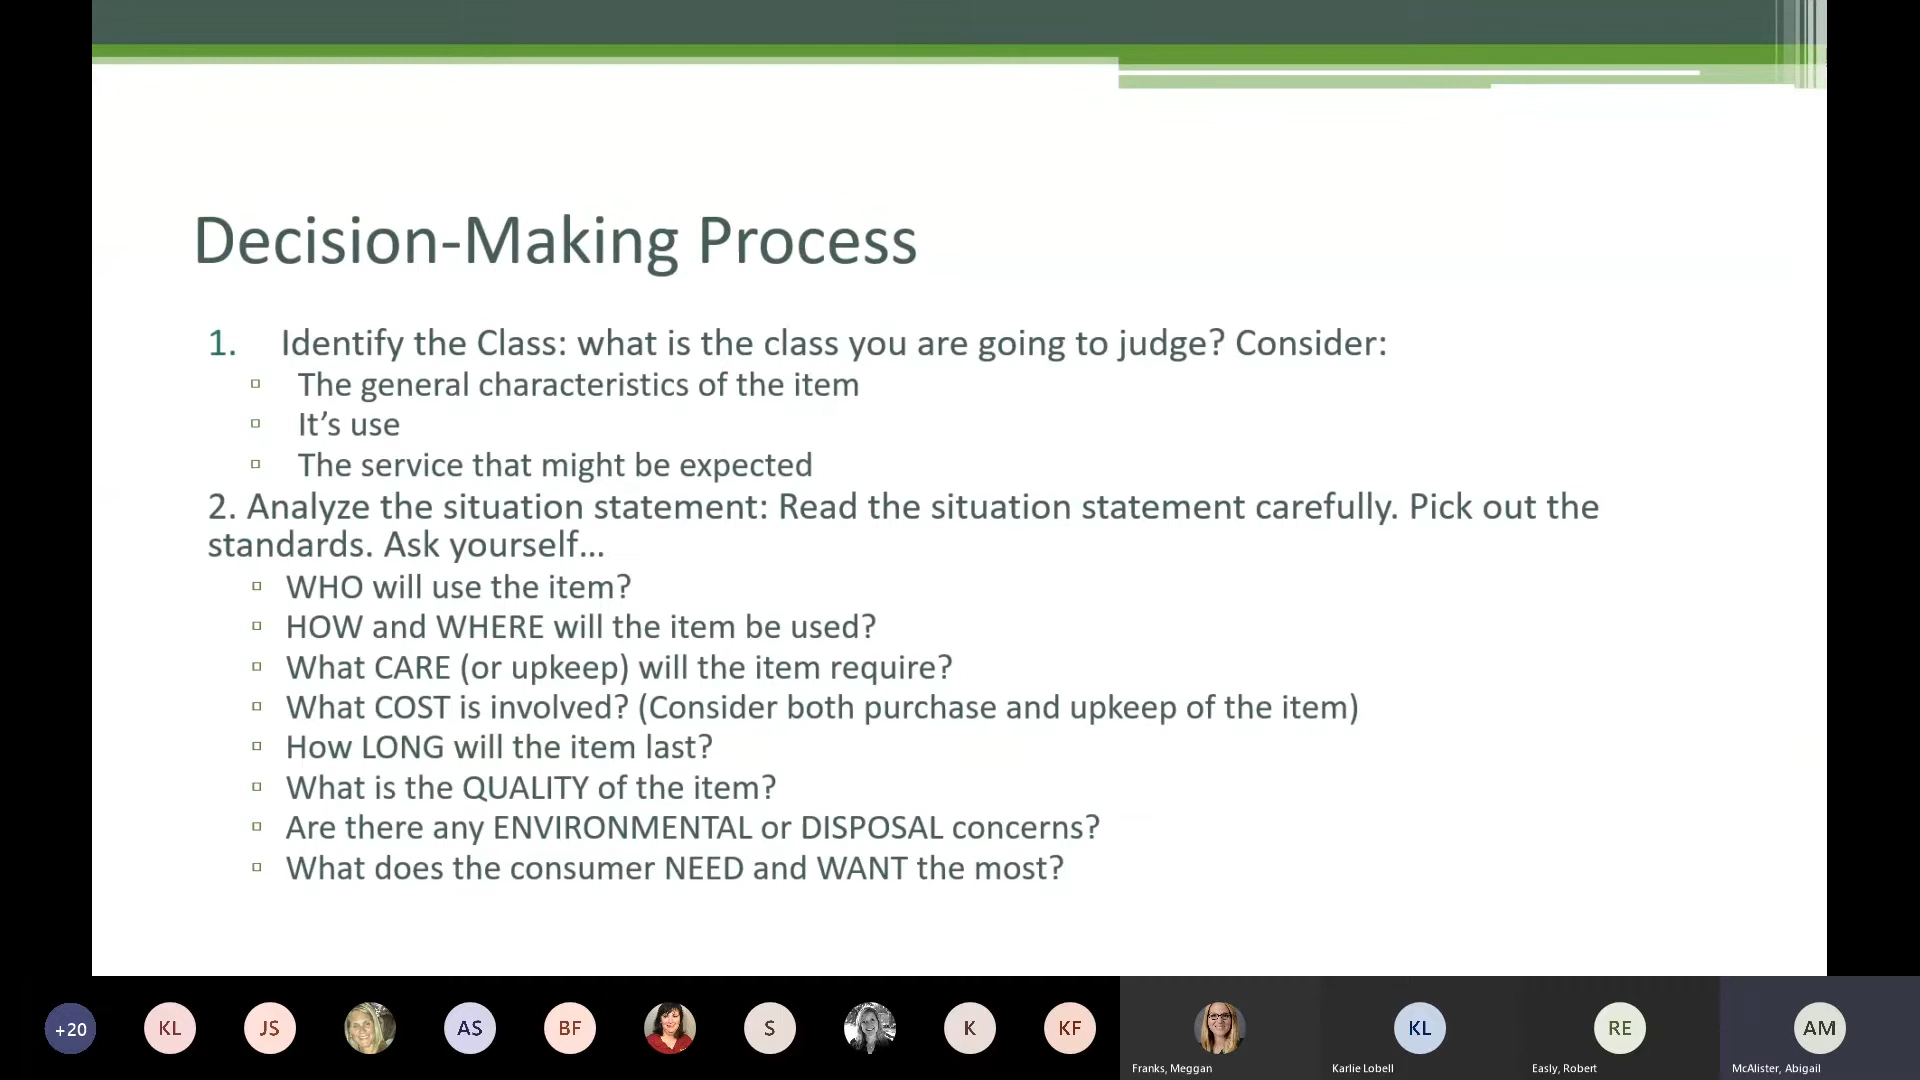 Decision-Making Process
1. Identify the Class: what is the class you are going to judge? Consider:
▫ The general characteristics of the item
▫ It’s use
▫ The service that might be expected
2. Analyze the situation statement: Read the situation statement carefully. Pick out the
standards. Ask yourself…
▫ WHO will use the item?
▫ HOW and WHERE will the item be used?
▫ What CARE (or upkeep) will the item require?
▫ What COST is involved? (Consider both purchase and upkeep of the item)
▫ How LONG will the item last?
▫ What is the QUALITY of the item?
▫ Are there any ENVIRONMENTAL or DISPOSAL concerns?
▫ What does the consumer NEED and WANT the most?
+20 KL JS AS BF S K KF KL RE AM
Franks, Meggan Karlie Lobell Easly, Robert McAlister, Abigail